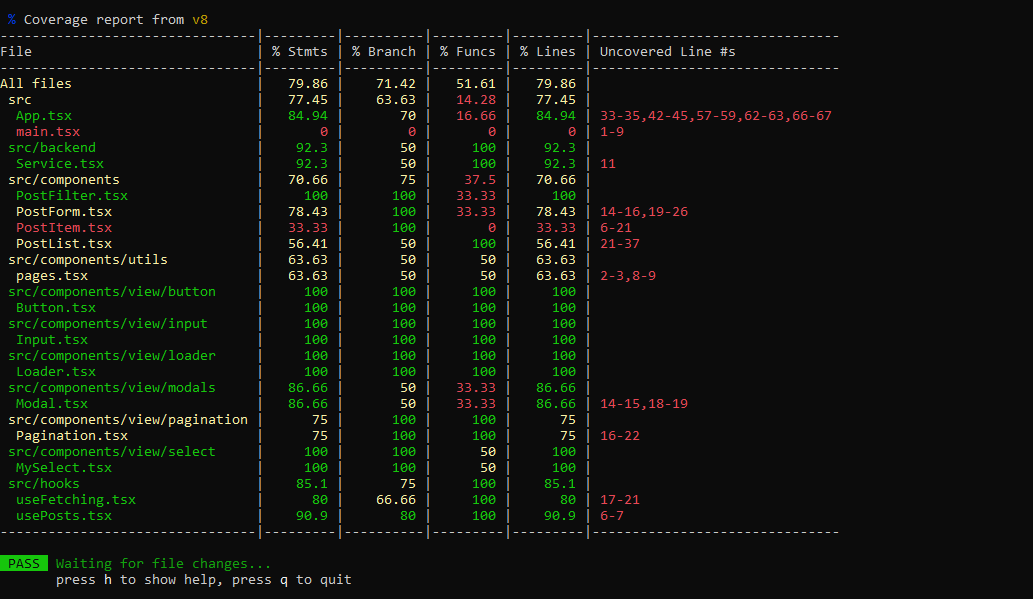 % Coverage report from v8
-------------------------------|---------|----------|---------|---------|-------------------------------
File | % Stmts | % Branch | % Funcs | % Lines | Uncovered Line #s
-------------------------------|---------|----------|---------|---------|-------------------------------
All files | 79.86 | 71.42 | 51.61 | 79.86 |
src | 77.45 | 63.63 | 14.28 | 77.45 |
App.tsx | 84.94 | 70 | 16.66 | 84.94 | 33-35,42-45,57-59,62-63,66-67
main.tsx | 0 | 0 | 0 | 0 | 1-9
src/backend | 92.3 | 50 | 100 | 92.3 |
Service.tsx | 92.3 | 50 | 100 | 92.3 | 11
src/components | 70.66 | 75 | 37.5 | 70.66 |
PostFilter.tsx | 100 | 100 | 33.33 | 100 |
PostForm.tsx | 78.43 | 100 | 33.33 | 78.43 | 14-16,19-26
PostItem.tsx | 33.33 | 100 | 0 | 33.33 | 6-21
PostList.tsx | 56.41 | 50 | 100 | 56.41 | 21-37
src/components/utils | 63.63 | 50 | 50 | 63.63 |
pages.tsx | 63.63 | 50 | 50 | 63.63 | 2-3,8-9
src/components/view/button | 100 | 100 | 100 | 100 |
Button.tsx | 100 | 100 | 100 | 100 |
src/components/view/input | 100 | 100 | 100 | 100 |
Input.tsx | 100 | 100 | 100 | 100 |
src/components/view/loader | 100 | 100 | 100 | 100 |
Loader.tsx | 100 | 100 | 100 | 100 |
src/components/view/modals | 86.66 | 50 | 33.33 | 86.66 |
Modal.tsx | 86.66 | 50 | 33.33 | 86.66 | 14-15,18-19
src/components/view/pagination | 75 | 100 | 100 | 75 |
Pagination.tsx | 75 | 100 | 100 | 75 | 16-22
src/components/view/select | 100 | 100 | 50 | 100 |
MySelect.tsx | 100 | 100 | 50 | 100 |
src/hooks | 85.1 | 75 | 100 | 85.1 |
useFetching.tsx | 80 | 66.66 | 100 | 80 | 17-21
usePosts.tsx | 90.9 | 80 | 100 | 90.9 | 6-7
-------------------------------|---------|----------|---------|---------|-------------------------------
PASS Waiting for file changes...
press h to show help, press q to quit